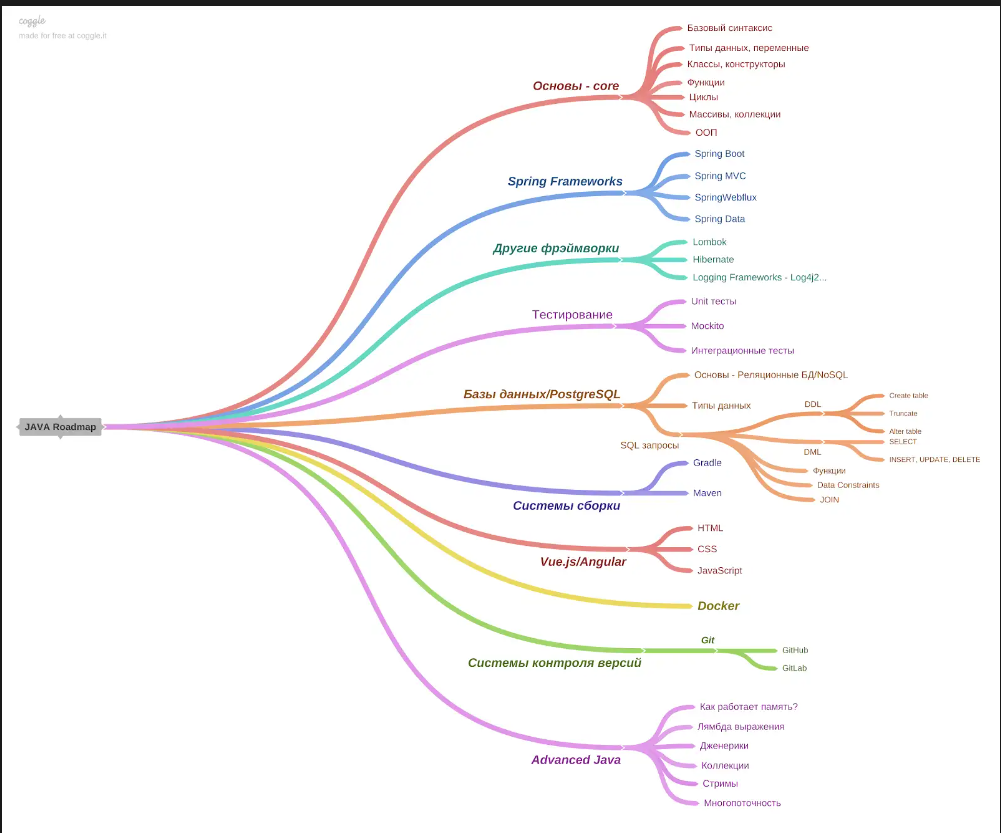 coggle
made for free at coggle.it
JAVA Roadmap
Основы - core
Базовый синтаксис
Типы данных, переменные
Классы, конструкторы
Функции
Циклы
Массивы, коллекции
ООП
Spring Frameworks
Spring Boot
Spring MVC
SpringWebflux
Spring Data
Другие фрэймворки
Lombok
Hibernate
Logging Frameworks - Log4j2...
Тестирование
Unit тесты
Mockito
Интеграционные тесты
Базы данных/PostgreSQL
Основы - Реляционные БД/NoSQL
Типы данных
SQL запросы
DDL
Create table
Truncate
Alter table
DML
SELECT
INSERT, UPDATE, DELETE
Функции
Data Constraints
JOIN
Системы сборки
Gradle
Maven
Vue.js/Angular
HTML
CSS
JavaScript
Docker
Системы контроля версий
Git
GitHub
GitLab
Advanced Java
Как работает память?
Лямбда выражения
Дженерики
Коллекции
Стримы
Многопоточность